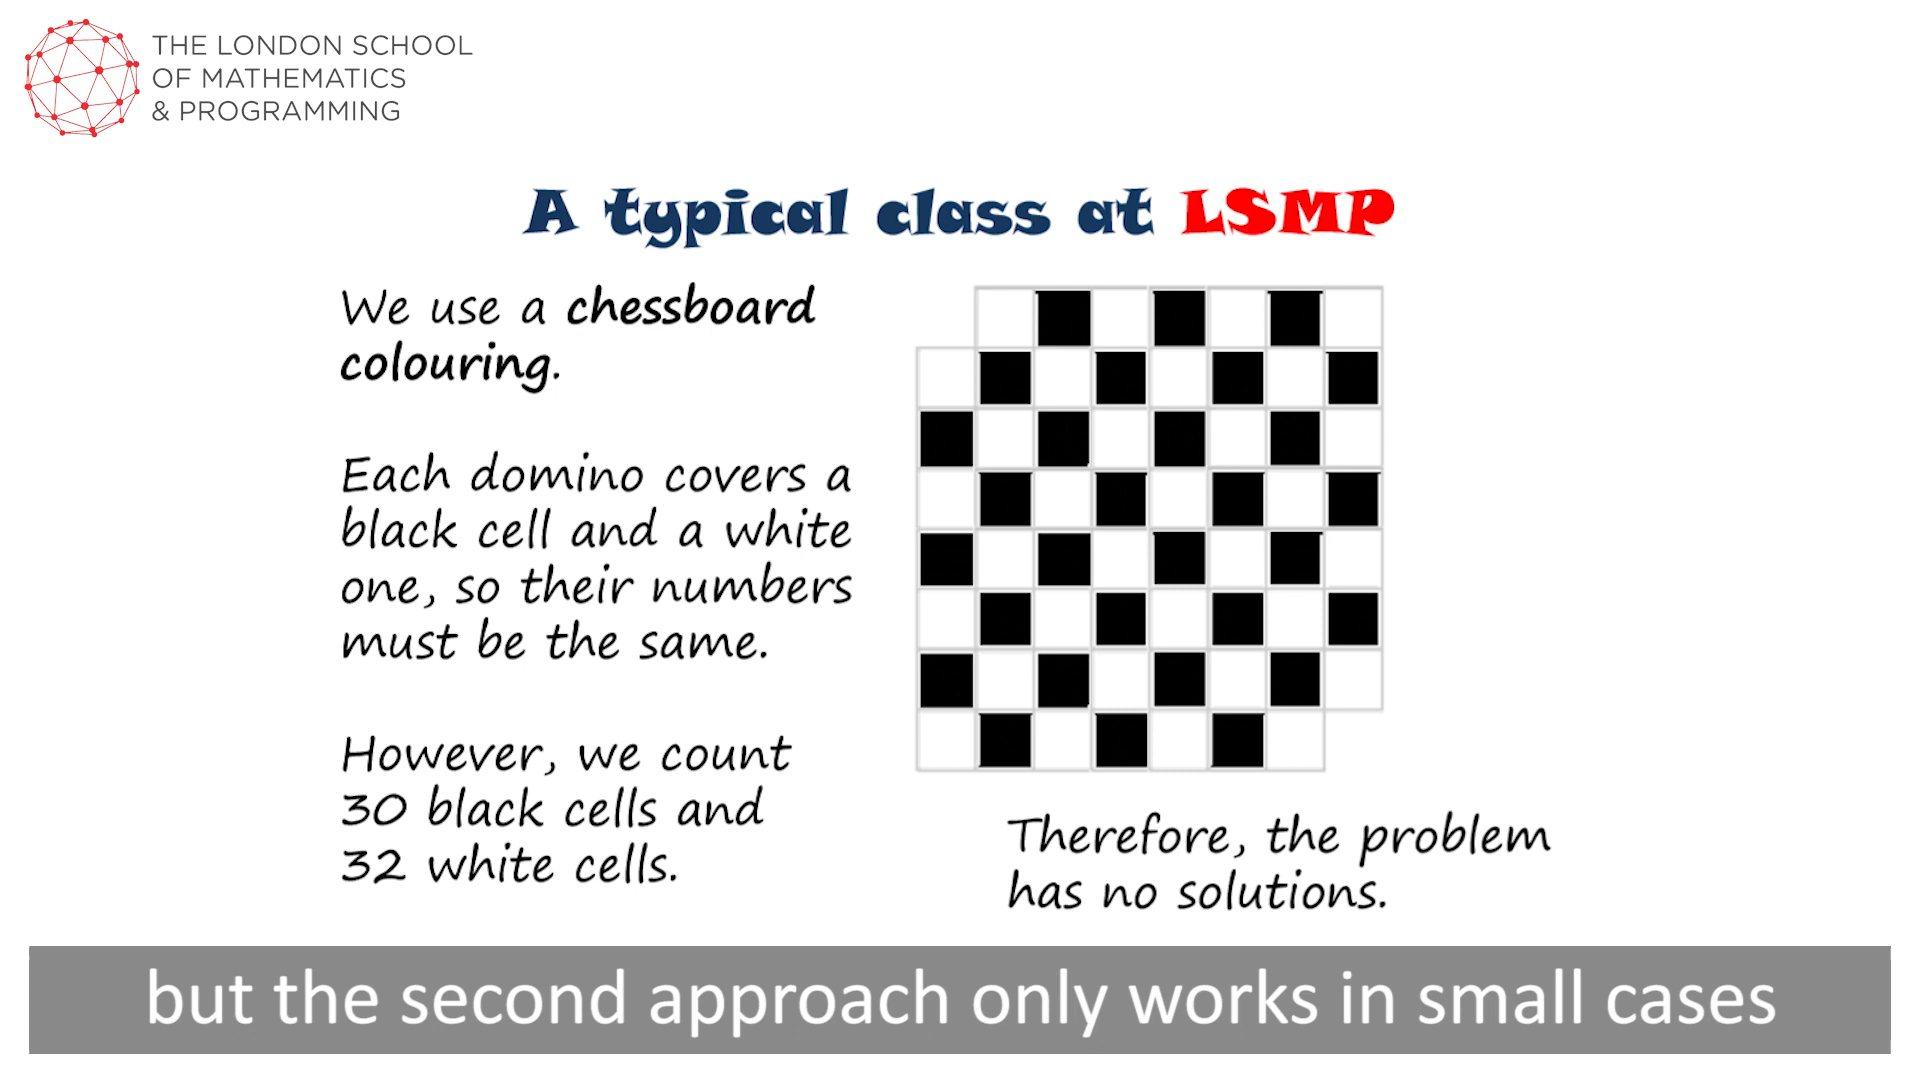 THE LONDON SCHOOL
OF MATHEMATICS
& PROGRAMMING
A typical class at LSMP
We use a chessboard
colouring.
Each domino covers a
black cell and a white
one, so their numbers
must be the same.
However, we count
30 black cells and
32 white cells.
Therefore, the problem
has no solutions.
but the second approach only works in small cases